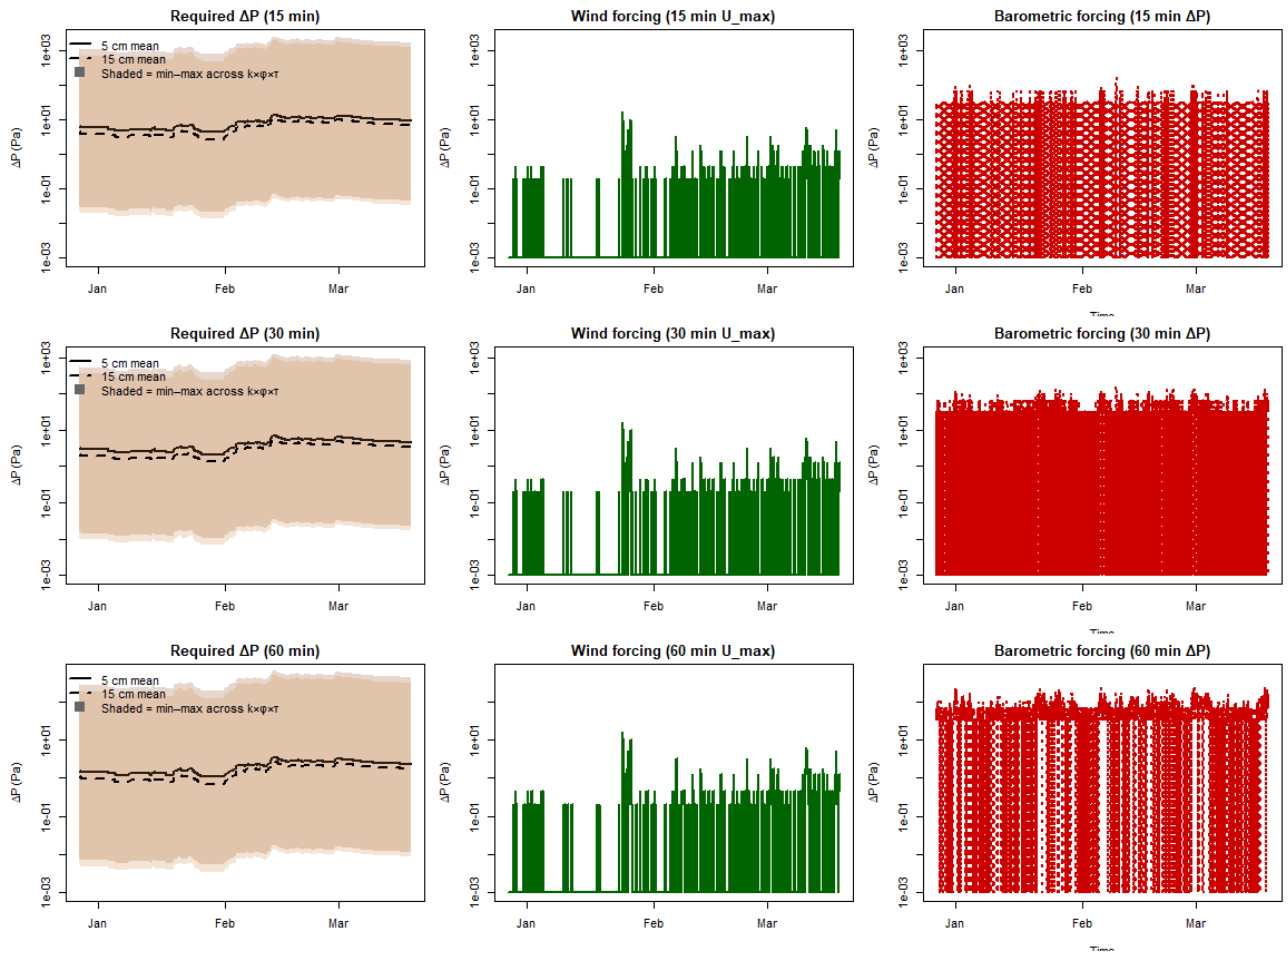 Required ΔP (15 min)
Wind forcing (15 min U_max)
Barometric forcing (15 min ΔP)
5 cm mean
15 cm mean
Shaded = min–max across k×φ×τ
ΔP (Pa)
1e+03
1e+01
1e-01
1e-03
Jan Feb Mar
ΔP (Pa)
1e+03
1e+01
1e-01
1e-03
Jan Feb Mar
ΔP (Pa)
1e+03
1e+01
1e-01
1e-03
Jan Feb Mar
Time
Required ΔP (30 min)
Wind forcing (30 min U_max)
Barometric forcing (30 min ΔP)
5 cm mean
15 cm mean
Shaded = min–max across k×φ×τ
ΔP (Pa)
1e+03
1e+01
1e-01
1e-03
Jan Feb Mar
ΔP (Pa)
1e+03
1e+01
1e-01
1e-03
Jan Feb Mar
ΔP (Pa)
1e+03
1e+01
1e-01
1e-03
Jan Feb Mar
Time
Required ΔP (60 min)
Wind forcing (60 min U_max)
Barometric forcing (60 min ΔP)
5 cm mean
15 cm mean
Shaded = min–max across k×φ×τ
ΔP (Pa)
1e+01
1e-01
1e-03
Jan Feb Mar
ΔP (Pa)
1e+01
1e-01
1e-03
Jan Feb Mar
ΔP (Pa)
1e+01
1e-01
1e-03
Jan Feb Mar
Time